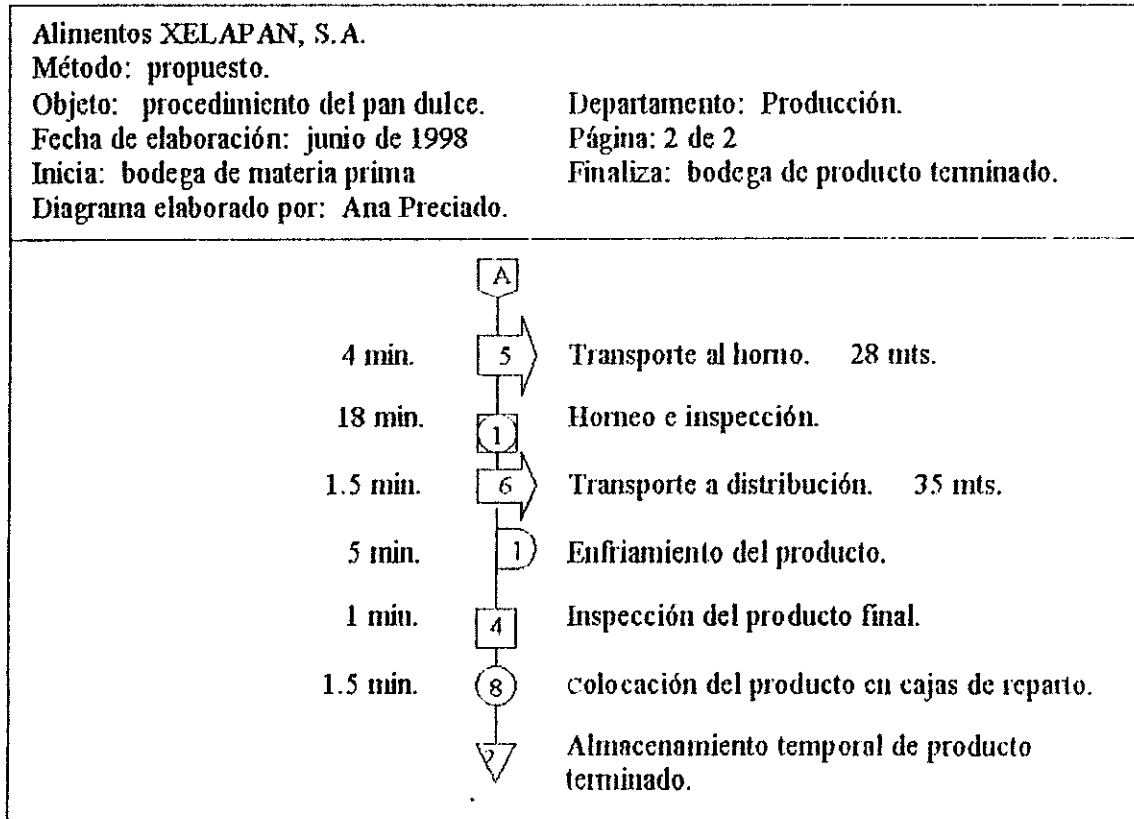 Alimentos XELAPAN, S.A.
Método: propuesto.
Objeto: procedimiento del pan dulce. Departamento: Producción.
Fecha de elaboración: junio de 1998 Página: 2 de 2
Inicia: bodega de materia prima Finaliza: bodega de producto terminado.
Diagrama elaborado por: Ana Preciado.
A
4 min. 5 Transporte al horno. 28 mts.
18 min. 1 Horneo e inspección.
1.5 min. 6 Transporte a distribución. 35 mts.
5 min. 1 Enfriamiento del producto.
1 min. 4 Inspección del producto final.
1.5 min. 8 colocación del producto en cajas de reparto.
2 Almacenamiento temporal de producto
terminado.